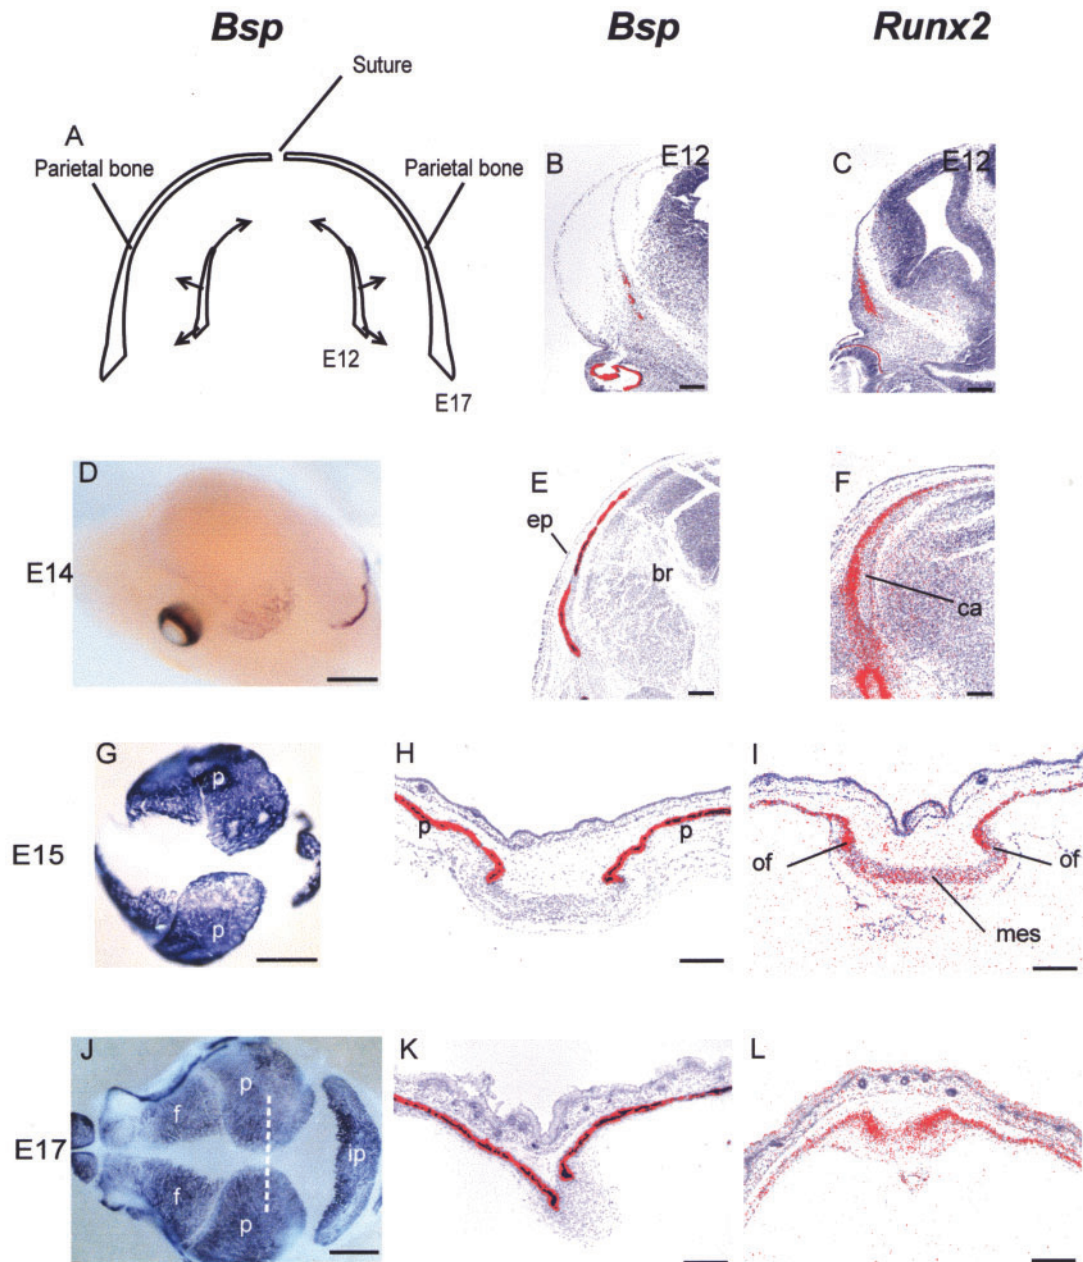 Bsp Bsp Runx2
Suture
A
Parietal bone Parietal bone
E12
E17
B E12
C E12
E14
D
E
ep
br
F
ca
E15
G
p
p
H
p p
I
of of
mes
E17
J
f p
ip
f p
K
L